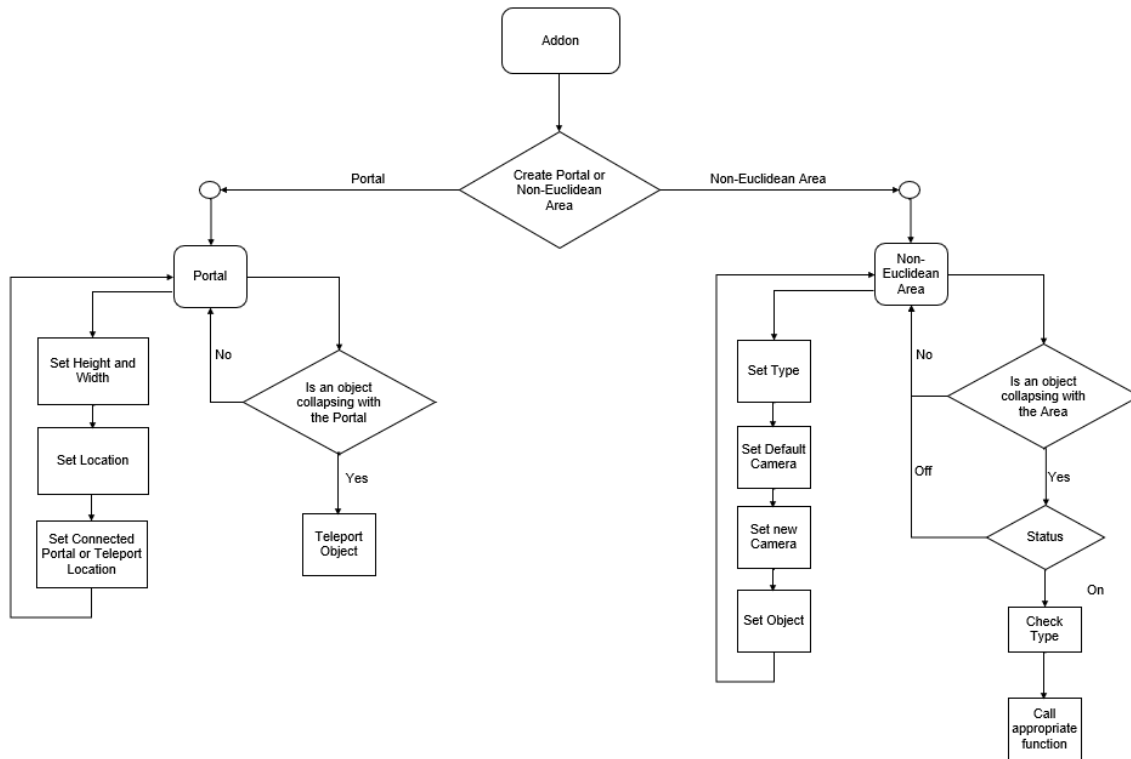 Addon
Create Portal or
Non-Euclidean
Area
Portal
Non-Euclidean Area
Portal
Set Height and
Width
Set Location
Set Connected
Portal or Teleport
Location
No
Is an object
collapsing with
the Portal
Yes
Teleport
Object
Non-
Euclidean
Area
Set Type
Set Default
Camera
Set new
Camera
Set Object
No
Off
Is an object
collapsing with
the Area
Yes
Status
On
Check
Type
Call
appropriate
function